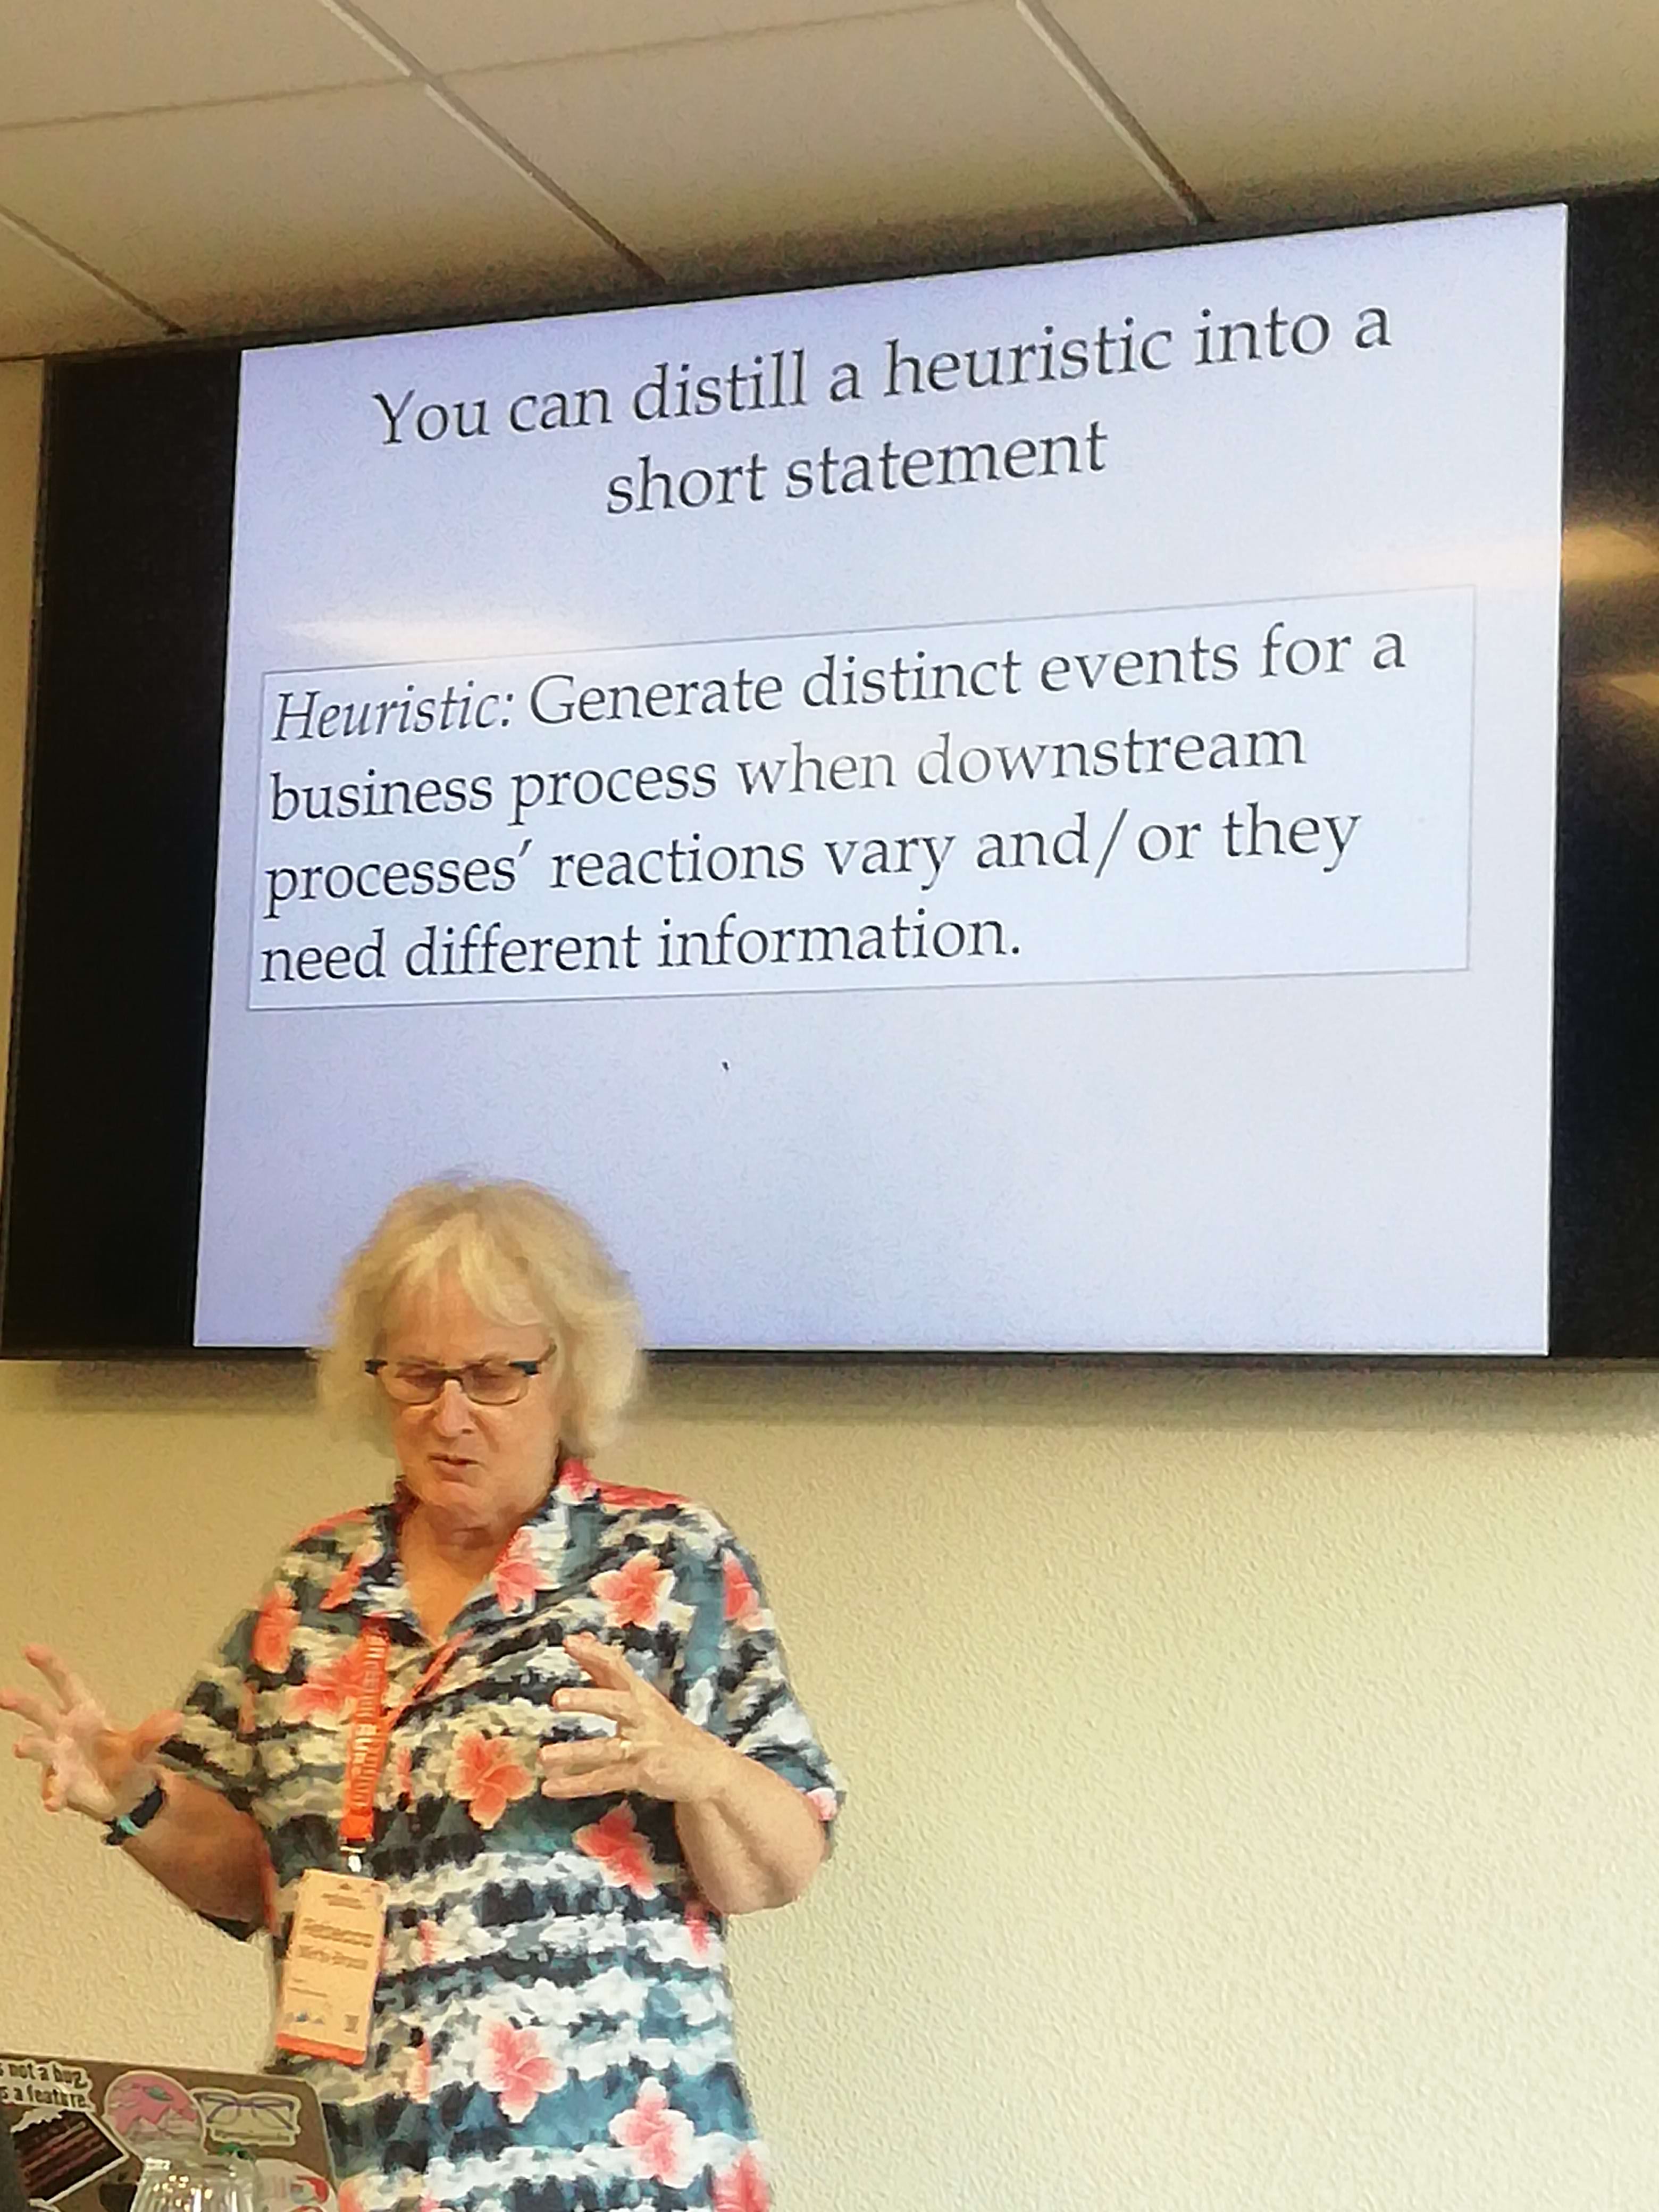 You can distill a heuristic into a
short statement
Heuristic: Generate distinct events for a
business process when downstream
processes’ reactions vary and/or they
need different information.
not a bug
a feature.